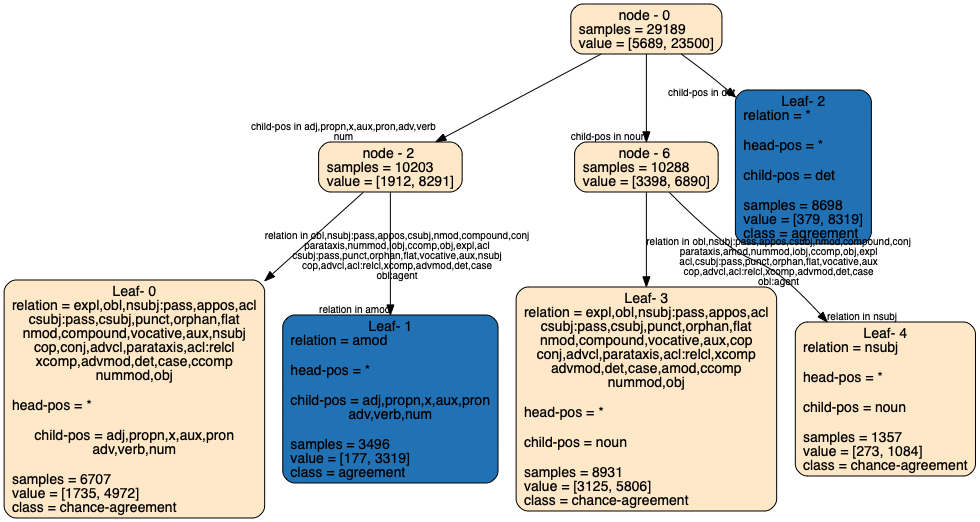 node - 0
samples = 29189
value = [5689, 23500]
child-pos in adj,propn,x,aux,pron,adv,verb
num
child-pos in noun
child-pos in det
node - 2
samples = 10203
value = [1912, 8291]
node - 6
samples = 10288
value = [3398, 6890]
Leaf- 2
relation = *
head-pos = *
child-pos = det
samples = 8698
value = [379, 8319]
class = agreement
relation in obl,nsubj:pass,appos,csubj,nmod,compound,conj
parataxis,nummod,iobj,ccomp,obj,expl,acl
csubj:pass,punct,orphan,flat,vocative,aux,nsubj
cop,advcl,acl:relcl,xcomp,advmod,det,case
obl:agent
relation in amod
relation in obl,nsubj:pass,appos,csubj,nmod,compound,conj
parataxis,amod,nummod,iobj,ccomp,obj,expl
acl,csubj:pass,punct,orphan,flat,vocative,aux
cop,advcl,acl:relcl,xcomp,advmod,det,case
obl:agent
relation in nsubj
Leaf- 0
relation = expl,obl,nsubj:pass,appos,acl
csubj:pass,csubj,punct,orphan,flat
nmod,compound,vocative,aux,nsubj
cop,conj,advcl,parataxis,acl:relcl
xcomp,advmod,det,case,ccomp
nummod,obj
head-pos = *
child-pos = adj,propn,x,aux,pron
adv,verb,num
samples = 6707
value = [1735, 4972]
class = chance-agreement
Leaf- 1
relation = amod
head-pos = *
child-pos = adj,propn,x,aux,pron
adv,verb,num
samples = 3496
value = [177, 3319]
class = agreement
Leaf- 3
relation = expl,obl,nsubj:pass,appos,acl
csubj:pass,csubj,punct,orphan,flat
nmod,compound,vocative,aux,cop
conj,advcl,parataxis,acl:relcl,xcomp
advmod,det,case,amod,ccomp
nummod,obj
head-pos = *
child-pos = noun
samples = 8931
value = [3125, 5806]
class = chance-agreement
Leaf- 4
relation = nsubj
head-pos = *
child-pos = noun
samples = 1357
value = [273, 1084]
class = chance-agreement